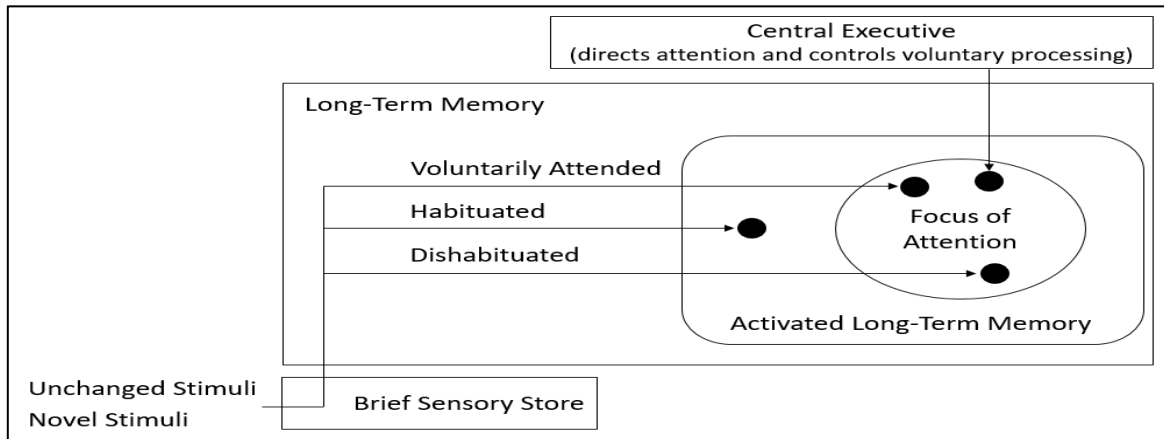 Central Executive
(directs attention and controls voluntary processing)
Long-Term Memory
Voluntarily Attended
Habituated
Dishabituated
Focus of
Attention
Activated Long-Term Memory
Unchanged Stimuli
Novel Stimuli
Brief Sensory Store